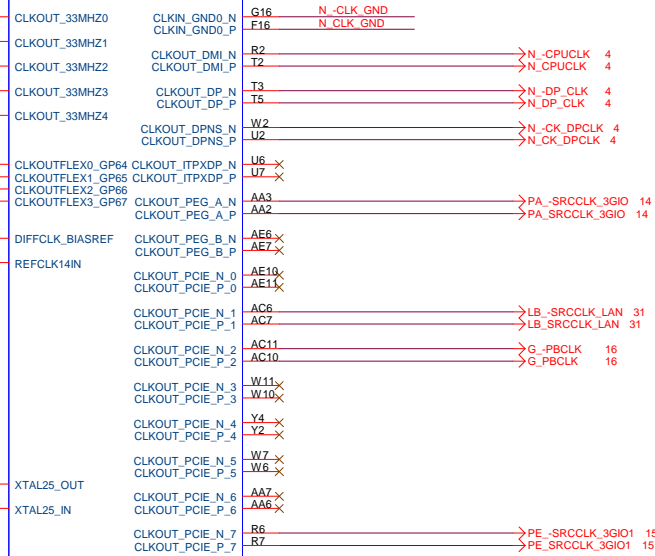 CLKOUT_33MHZ0 CLKIN_GND0_N G16 N_-CLK_GND
CLKIN_GND0_P F16 N_CLK_GND
CLKOUT_33MHZ1
CLKOUT_DMI_N R2 N_-CPUCLK 4
CLKOUT_33MHZ2 CLKOUT_DMI_P T2 N_CPUCLK 4
CLKOUT_33MHZ3 CLKOUT_DP_N T3 N_-DP_CLK 4
CLKOUT_DP_P T5 N_DP_CLK 4
CLKOUT_33MHZ4
CLKOUT_DPNS_N W2 N_-CK_DPCLK 4
CLKOUT_DPNS_P U2 N_CK_DPCLK 4
CLKOUTFLEX0_GP64 CLKOUT_ITPXDP_N U6
CLKOUTFLEX1_GP65 CLKOUT_ITPXDP_P U7
CLKOUTFLEX2_GP66
CLKOUTFLEX3_GP67 CLKOUT_PEG_A_N AA3 PA_-SRCCLK_3GIO 14
CLKOUT_PEG_A_P AA2 PA_SRCCLK_3GIO 14
DIFFCLK_BIASREF CLKOUT_PEG_B_N AE6
CLKOUT_PEG_B_P AE7
REFCLK14IN
CLKOUT_PCIE_N_0 AE10
CLKOUT_PCIE_P_0 AE11
CLKOUT_PCIE_N_1 AC6 LB_-SRCCLK_LAN 31
CLKOUT_PCIE_P_1 AC7 LB_SRCCLK_LAN 31
CLKOUT_PCIE_N_2 AC11 G_-PBCLK 16
CLKOUT_PCIE_P_2 AC10 G_PBCLK 16
CLKOUT_PCIE_N_3 W11
CLKOUT_PCIE_P_3 W10
CLKOUT_PCIE_N_4 Y4
CLKOUT_PCIE_P_4 Y2
CLKOUT_PCIE_N_5 W7
CLKOUT_PCIE_P_5 W6
XTAL25_OUT
CLKOUT_PCIE_N_6 AA7
XTAL25_IN CLKOUT_PCIE_P_6 AA6
CLKOUT_PCIE_N_7 R6 PE_-SRCCLK_3GIO1 15
CLKOUT_PCIE_P_7 R7 PE_SRCCLK_3GIO1 15